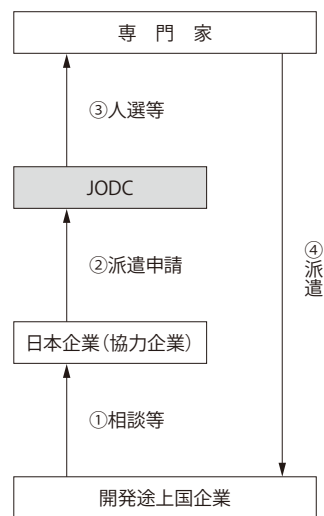 専　門　家
③人選等
JODC
②派遣申請
④派遣
日本企業（協力企業）
①相談等
開発途上国企業